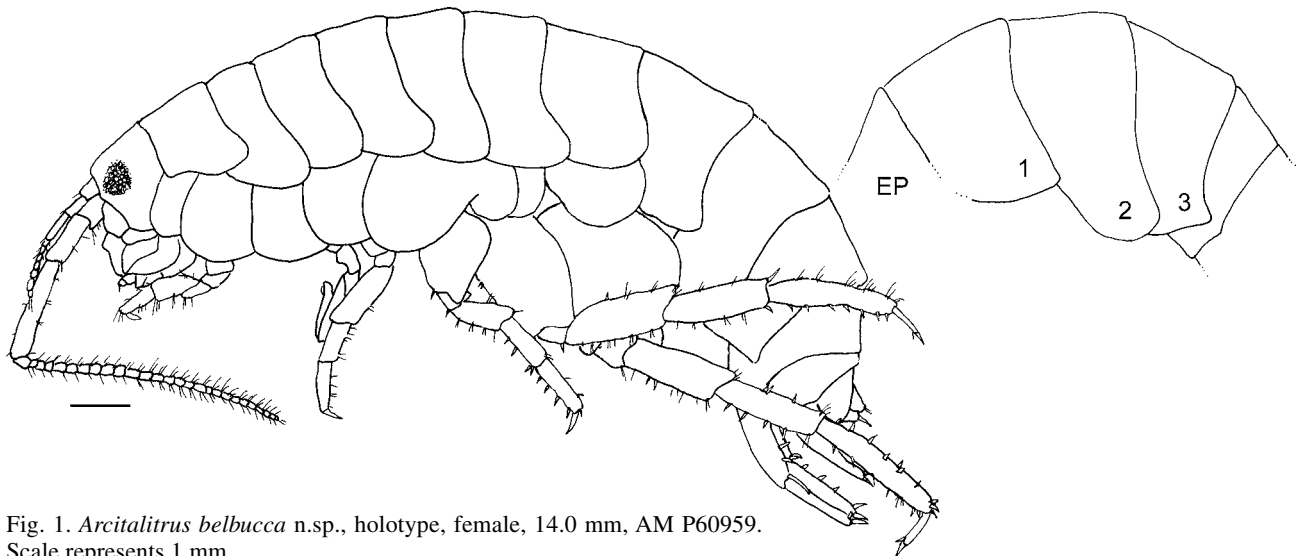 EP
1
2
3
Fig. 1. Arcitalitrus belbucca n.sp., holotype, female, 14.0 mm, AM P60959.
Scale represents 1 mm.